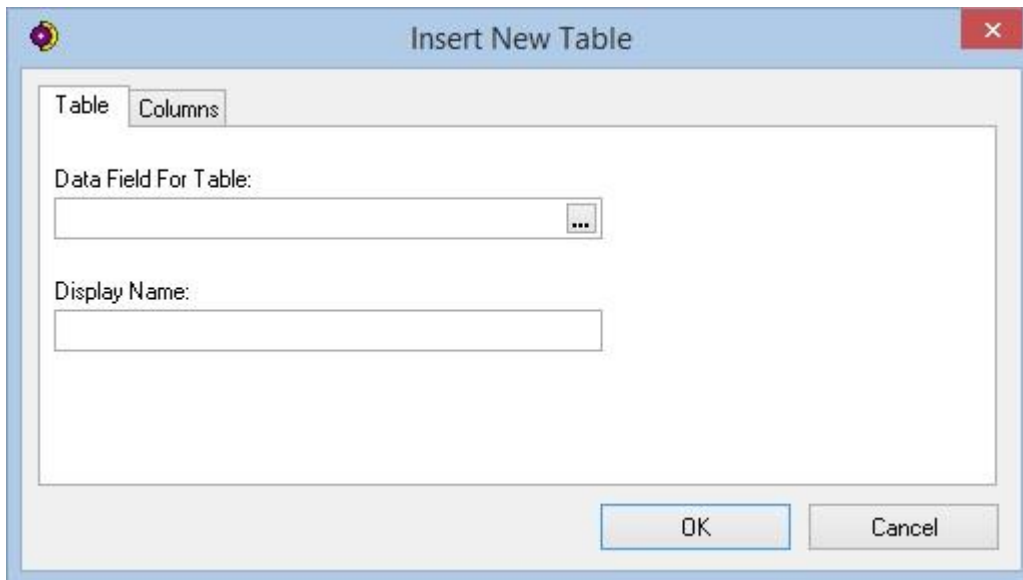 Insert New Table
Table
Columns
Data Field For Table:
...
Display Name:
OK
Cancel